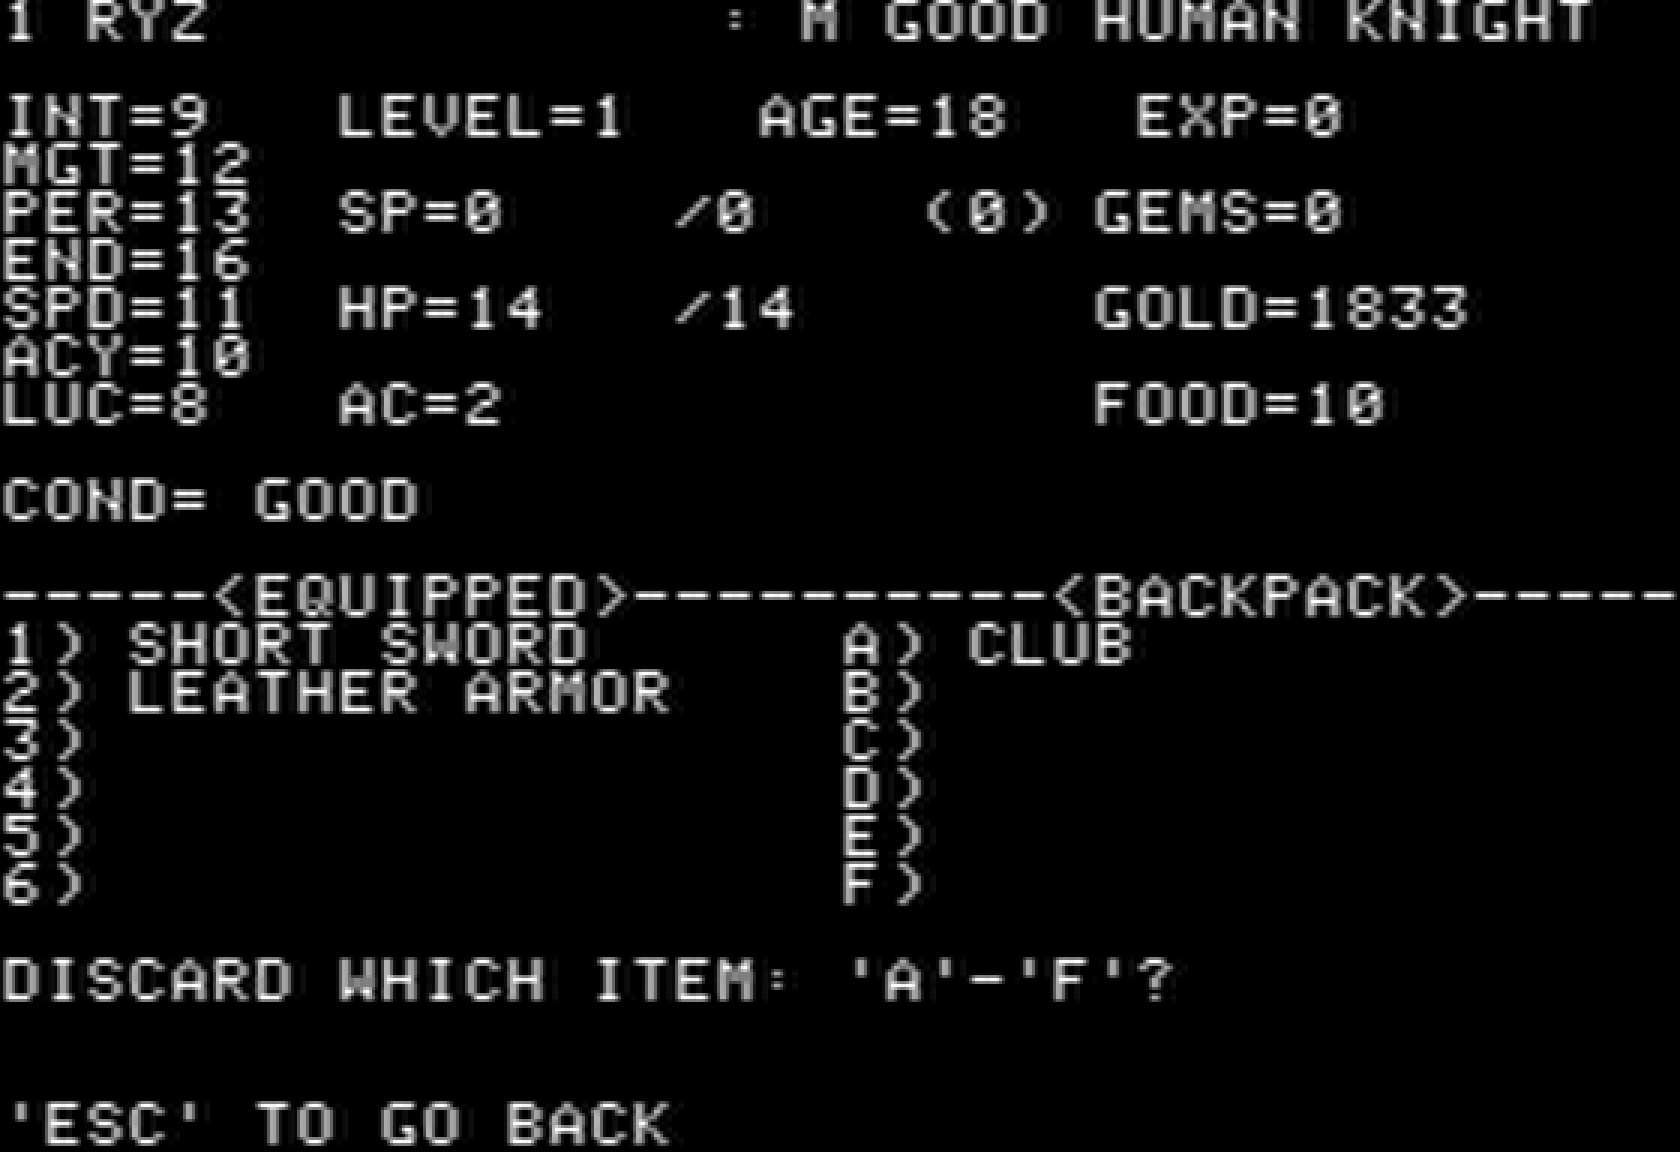 1 RYZ : M GOOD HUMAN KNIGHT
INT=9 LEVEL=1 AGE=18 EXP=0
MGT=12
PER=13 SP=0 /0 (0) GEMS=0
END=16
SPD=11 HP=14 /14 GOLD=1833
ACY=10
LUC=8 AC=2 FOOD=10
COND= GOOD
-----<EQUIPPED>----------<BACKPACK>-----
1) SHORT SWORD A) CLUB
2) LEATHER ARMOR B)
3) C)
4) D)
5) E)
6) F)
DISCARD WHICH ITEM: 'A'-'F'?
'ESC' TO GO BACK